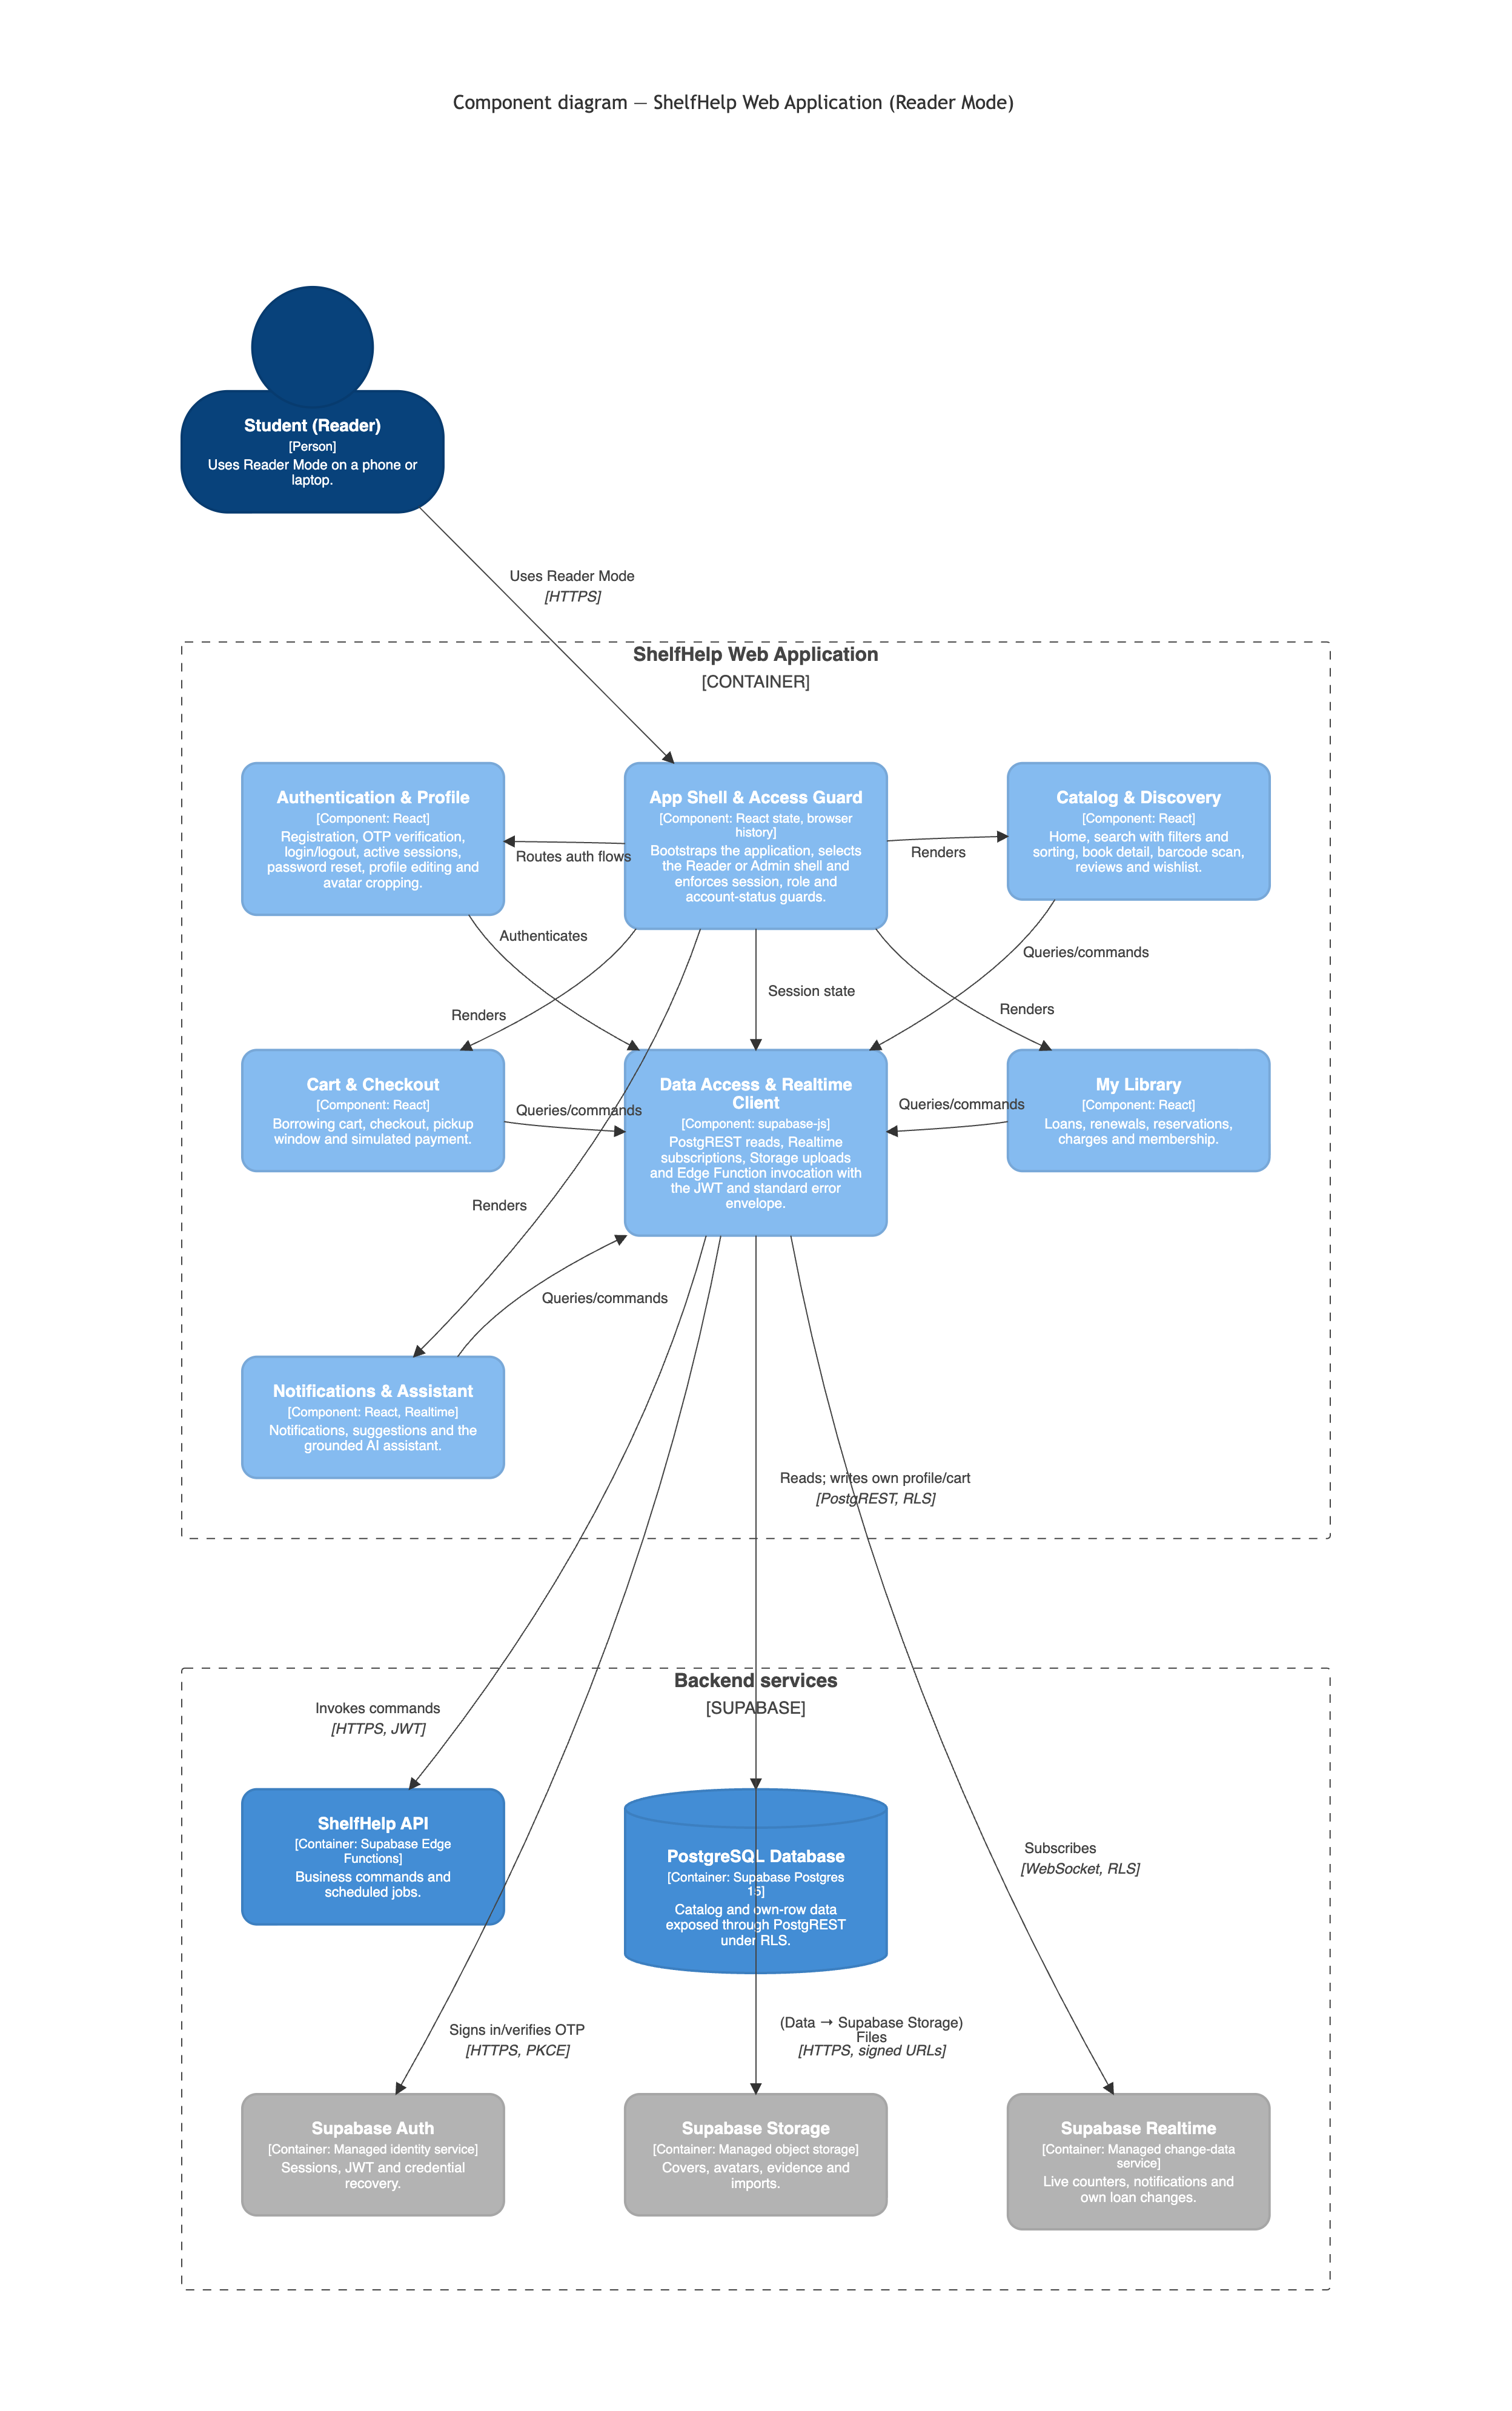 Component diagram — ShelfHelp Web Application (Reader Mode)
Student (Reader)
[Person]
Uses Reader Mode on a phone or
laptop.
Uses Reader Mode
[HTTPS]
ShelfHelp Web Application
[CONTAINER]
Authentication & Profile
[Component: React]
Registration, OTP verification,
login/logout, active sessions,
password reset, profile editing and
avatar cropping.
Routes auth flows
App Shell & Access Guard
[Component: React state, browser
history]
Bootstraps the application, selects
the Reader or Admin shell and
enforces session, role and
account-status guards.
Renders
Catalog & Discovery
[Component: React]
Home, search with filters and
sorting, book detail, barcode scan,
reviews and wishlist.
Authenticates
Queries/commands
Session state
Renders
Renders
Cart & Checkout
[Component: React]
Borrowing cart, checkout, pickup
window and simulated payment.
Queries/commands
Data Access & Realtime
Client
[Component: supabase-js]
PostgREST reads, Realtime
subscriptions, Storage uploads
and Edge Function invocation with
the JWT and standard error
envelope.
Queries/commands
My Library
[Component: React]
Loans, renewals, reservations,
charges and membership.
Renders
Queries/commands
Notifications & Assistant
[Component: React, Realtime]
Notifications, suggestions and the
grounded AI assistant.
Reads; writes own profile/cart
[PostgREST, RLS]
Backend services
[SUPABASE]
Invokes commands
[HTTPS, JWT]
ShelfHelp API
[Container: Supabase Edge
Functions]
Business commands and
scheduled jobs.
PostgreSQL Database
[Container: Supabase Postgres
15]
Catalog and own-row data
exposed through PostgREST
under RLS.
Subscribes
[WebSocket, RLS]
Signs in/verifies OTP
[HTTPS, PKCE]
(Data → Supabase Storage)
Files
[HTTPS, signed URLs]
Supabase Auth
[Container: Managed identity service]
Sessions, JWT and credential
recovery.
Supabase Storage
[Container: Managed object storage]
Covers, avatars, evidence and
imports.
Supabase Realtime
[Container: Managed change-data
service]
Live counters, notifications and
own loan changes.